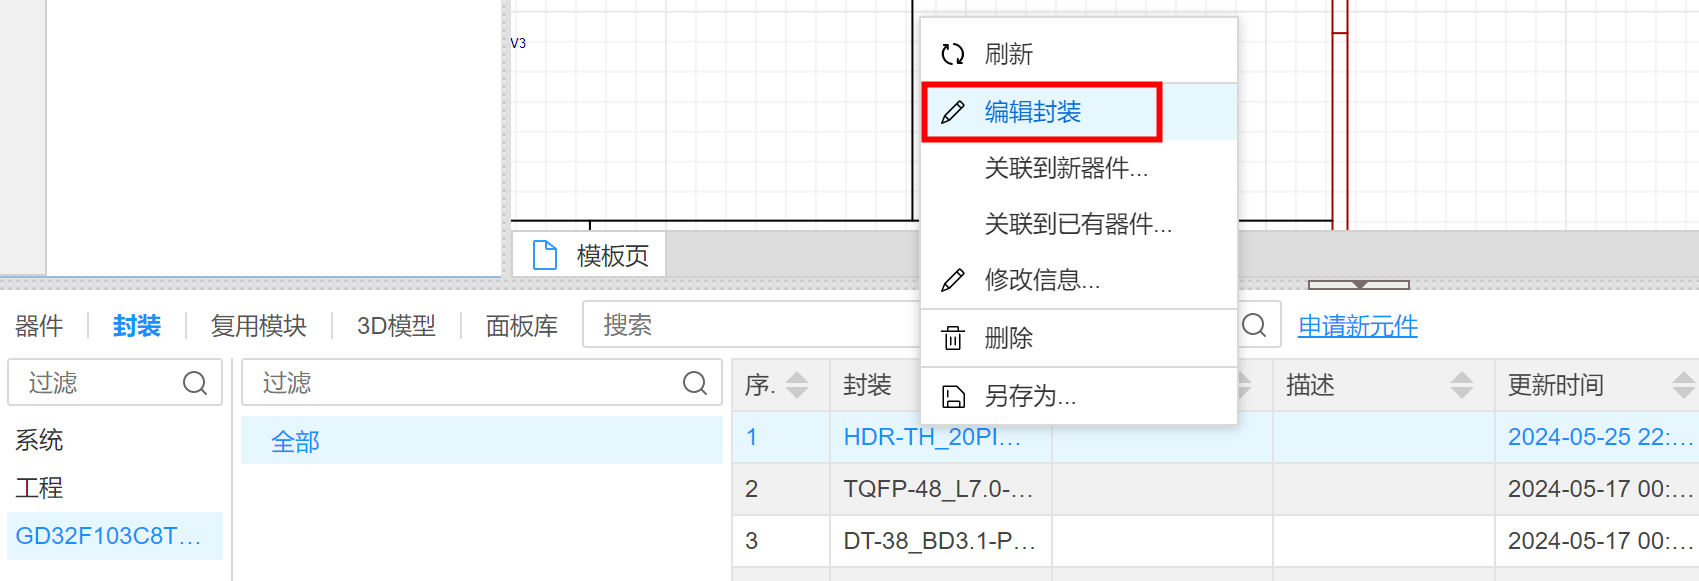 V3
刷新
编辑封装
关联到新器件...
关联到已有器件...
修改信息...
删除
另存为...
模板页
器件 封装 复用模块 3D模型 面板库 搜索 申请新元件
过滤 过滤 序. 封装 描述 更新时间
系统 全部
工程
GD32F103C8T...
1 HDR-TH_20PI... 2024-05-25 22:...
2 TQFP-48_L7.0-... 2024-05-17 00:...
3 DT-38_BD3.1-P... 2024-05-17 00:...